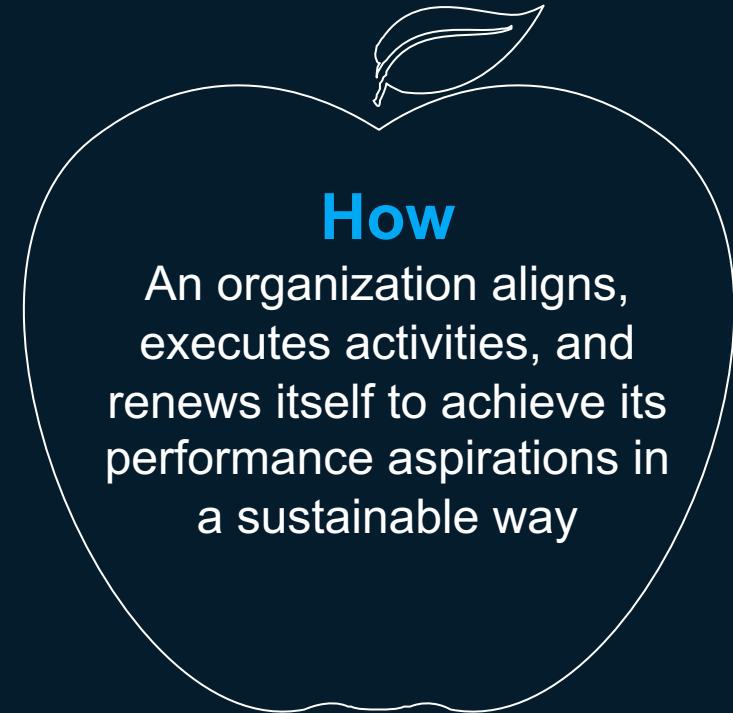 How
An organization aligns,
executes activities, and
renews itself to achieve its
performance aspirations in
a sustainable way